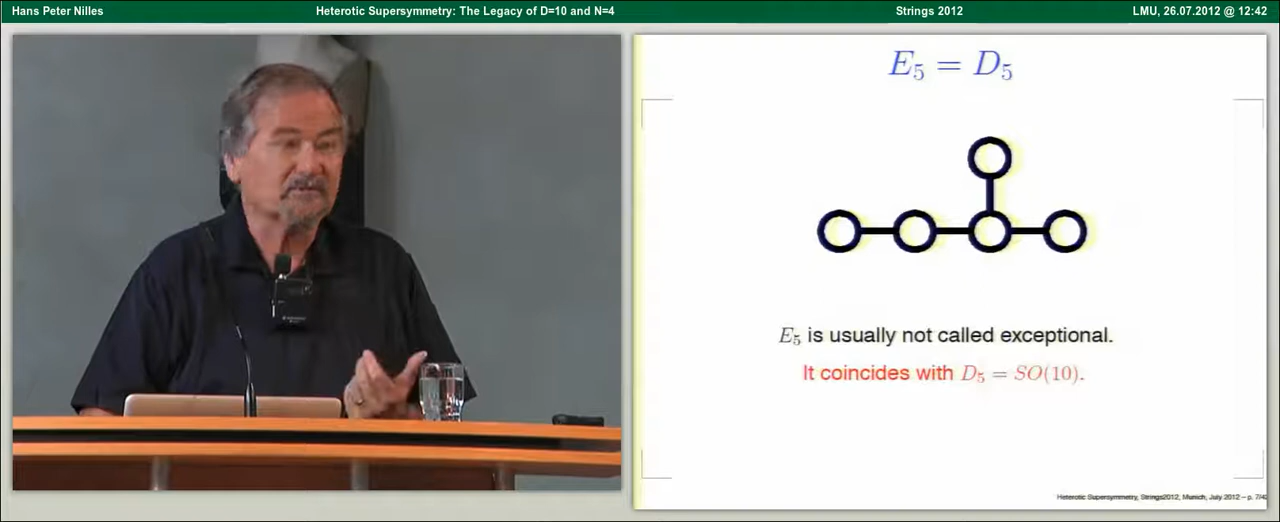 Hans Peter Nilles
Heterotic Supersymmetry: The Legacy of D=10 and N=4
Strings 2012
LMU, 26.07.2012 @ 12:42
E₅ = D₅
E₅ is usually not called exceptional.
It coincides with D₅ = SO(10).
Heterotic Supersymmetry, Strings2012, Munich, July 2012 – p. 7/42